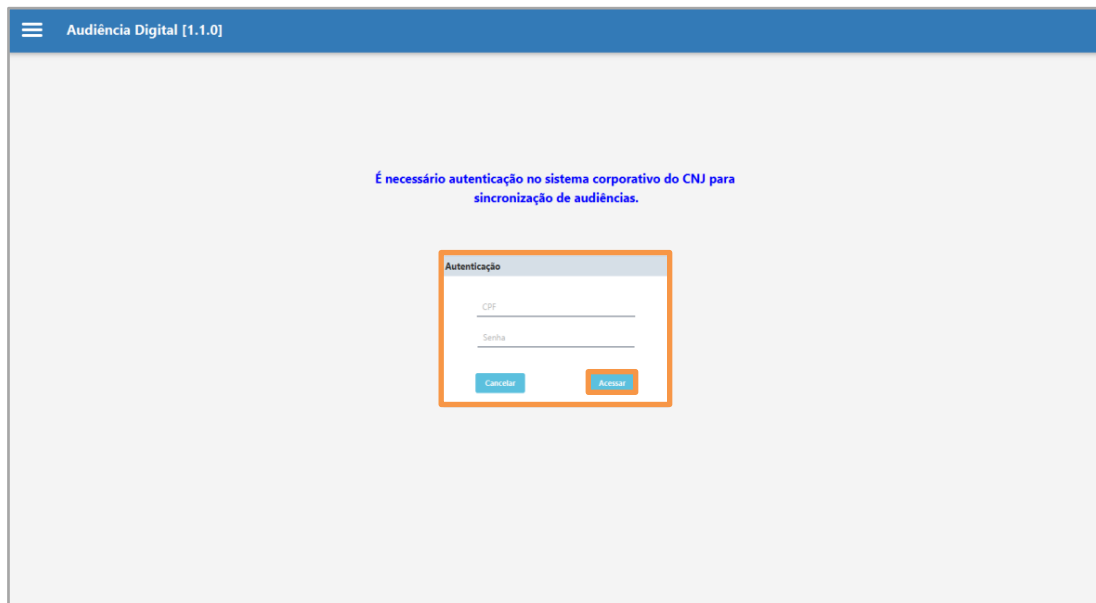 Audiência Digital [1.1.0]
É necessário autenticação no sistema corporativo do CNJ para
sincronização de audiências.
Autenticação
CPF
Senha
Cancelar
Acessar